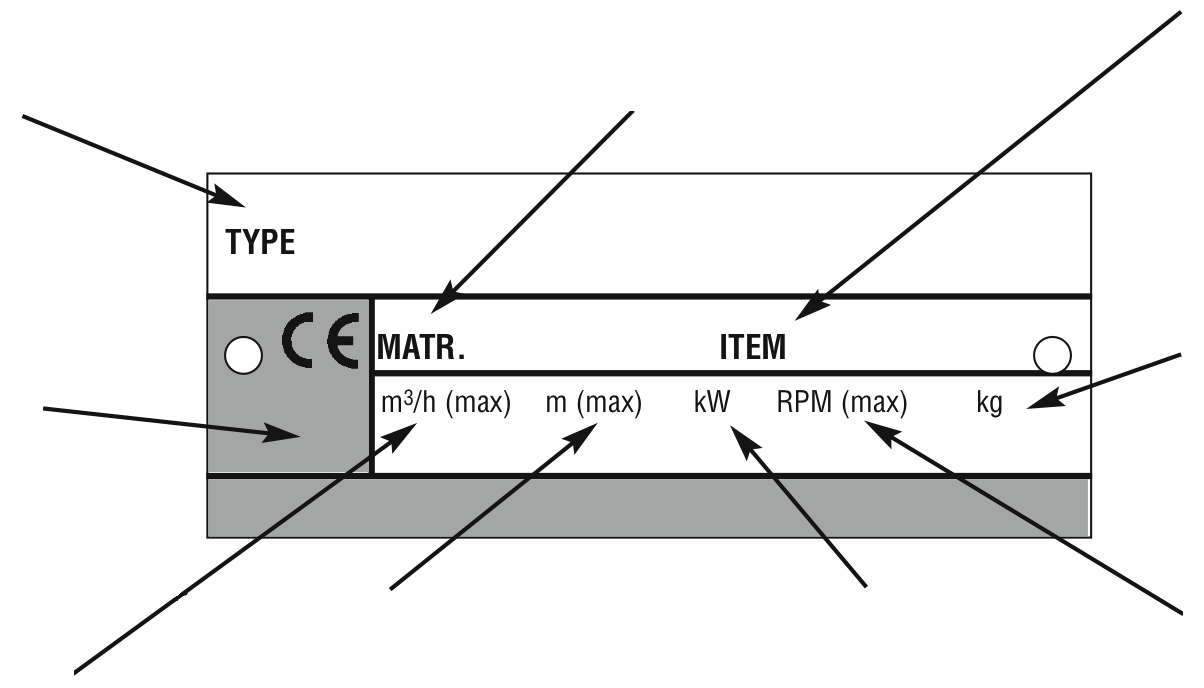 TYPE
CE
MATR. ITEM
m³/h (max) m (max) kW RPM (max) kg